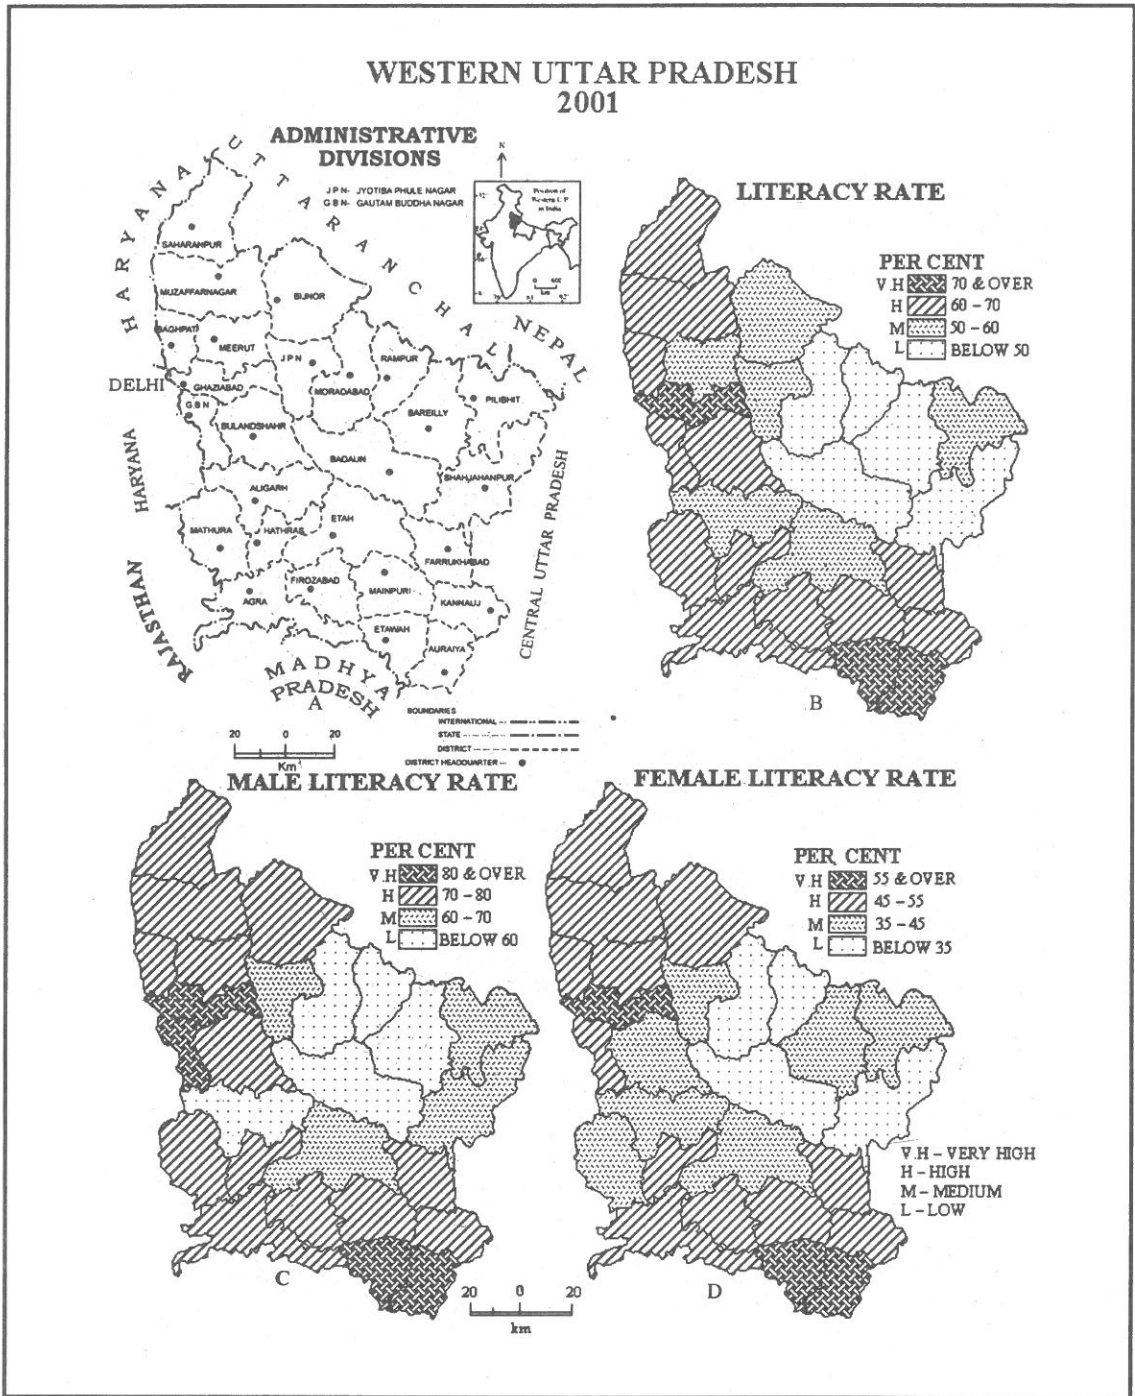 WESTERN UTTAR PRADESH
2001
ADMINISTRATIVE
DIVISIONS
J P N- JYOTIBA PHULE NAGAR
G B N- GAUTAM BUDDHA NAGAR
N
Position of
Western U.P
in India
HARYANA
UTTARANCHAL
NEPAL
SAHARANPUR
MUZAFFARNAGAR
BIJNOR
BAGHPAT
MEERUT
J P N
RAMPUR
DELHI
GHAZIABAD
MORADABAD
PILIBHIT
G B N
BAREILLY
BULANDSHAHR
BADAUN
HARYANA
SHAHJAHANPUR
ALIGARH
ETAH
MATHURA
HATHRAS
FARRUKHABAD
CENTRAL UTTAR PRADESH
RAJASTHAN
FIROZABAD
MAINPURI
AGRA
KANNAUJ
ETAWAH
AURAIYA
MADHYA
PRADESH
A
BOUNDARIES
INTERNATIONAL
STATE
DISTRICT
DISTRICT HEADQUARTER
20 0 20
Km
LITERACY RATE
PER CENT
V.H 70 & OVER
H 60 – 70
M 50 – 60
L BELOW 50
B
MALE LITERACY RATE
PER CENT
V.H 80 & OVER
H 70 – 80
M 60 – 70
L BELOW 60
C
20 0 20
km
FEMALE LITERACY RATE
PER CENT
V.H 55 & OVER
H 45 – 55
M 35 – 45
L BELOW 35
V.H – VERY HIGH
H – HIGH
M – MEDIUM
L – LOW
D